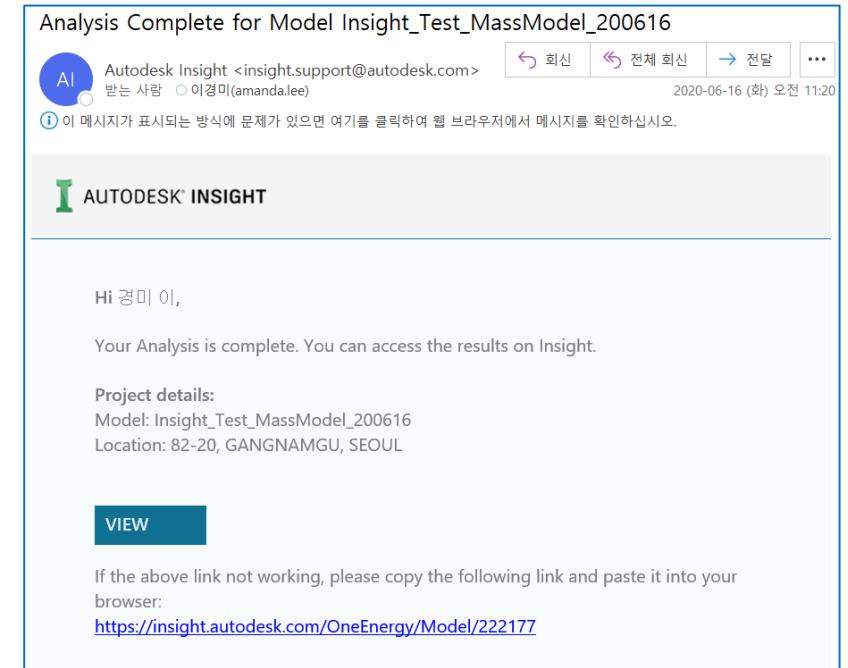 Analysis Complete for Model Insight_Test_MassModel_200616
AI
Autodesk Insight <insight.support@autodesk.com>
회신
전체 회신
전달
받는 사람 이경미(amanda.lee)
2020-06-16 (화) 오전 11:20
이 메시지가 표시되는 방식에 문제가 있으면 여기를 클릭하여 웹 브라우저에서 메시지를 확인하십시오.
AUTODESK® INSIGHT
Hi 경미 이,
Your Analysis is complete. You can access the results on Insight.
Project details:
Model: Insight_Test_MassModel_200616
Location: 82-20, GANGNAMGU, SEOUL
VIEW
If the above link not working, please copy the following link and paste it into your
browser:
https://insight.autodesk.com/OneEnergy/Model/222177